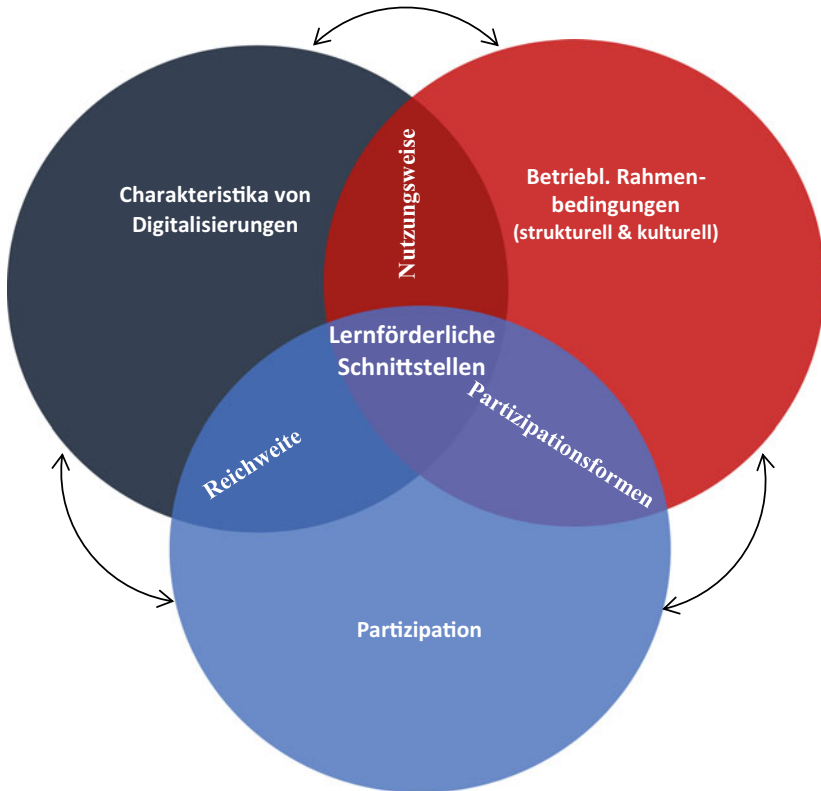 Nutzungsweise
Charakteristika von
Digitalisierungen
Betriebl. Rahmen-
bedingungen
(strukturell & kulturell)
Lernförderliche
Schnittstellen
Reichweite
Partizipationsformen
Partizipation